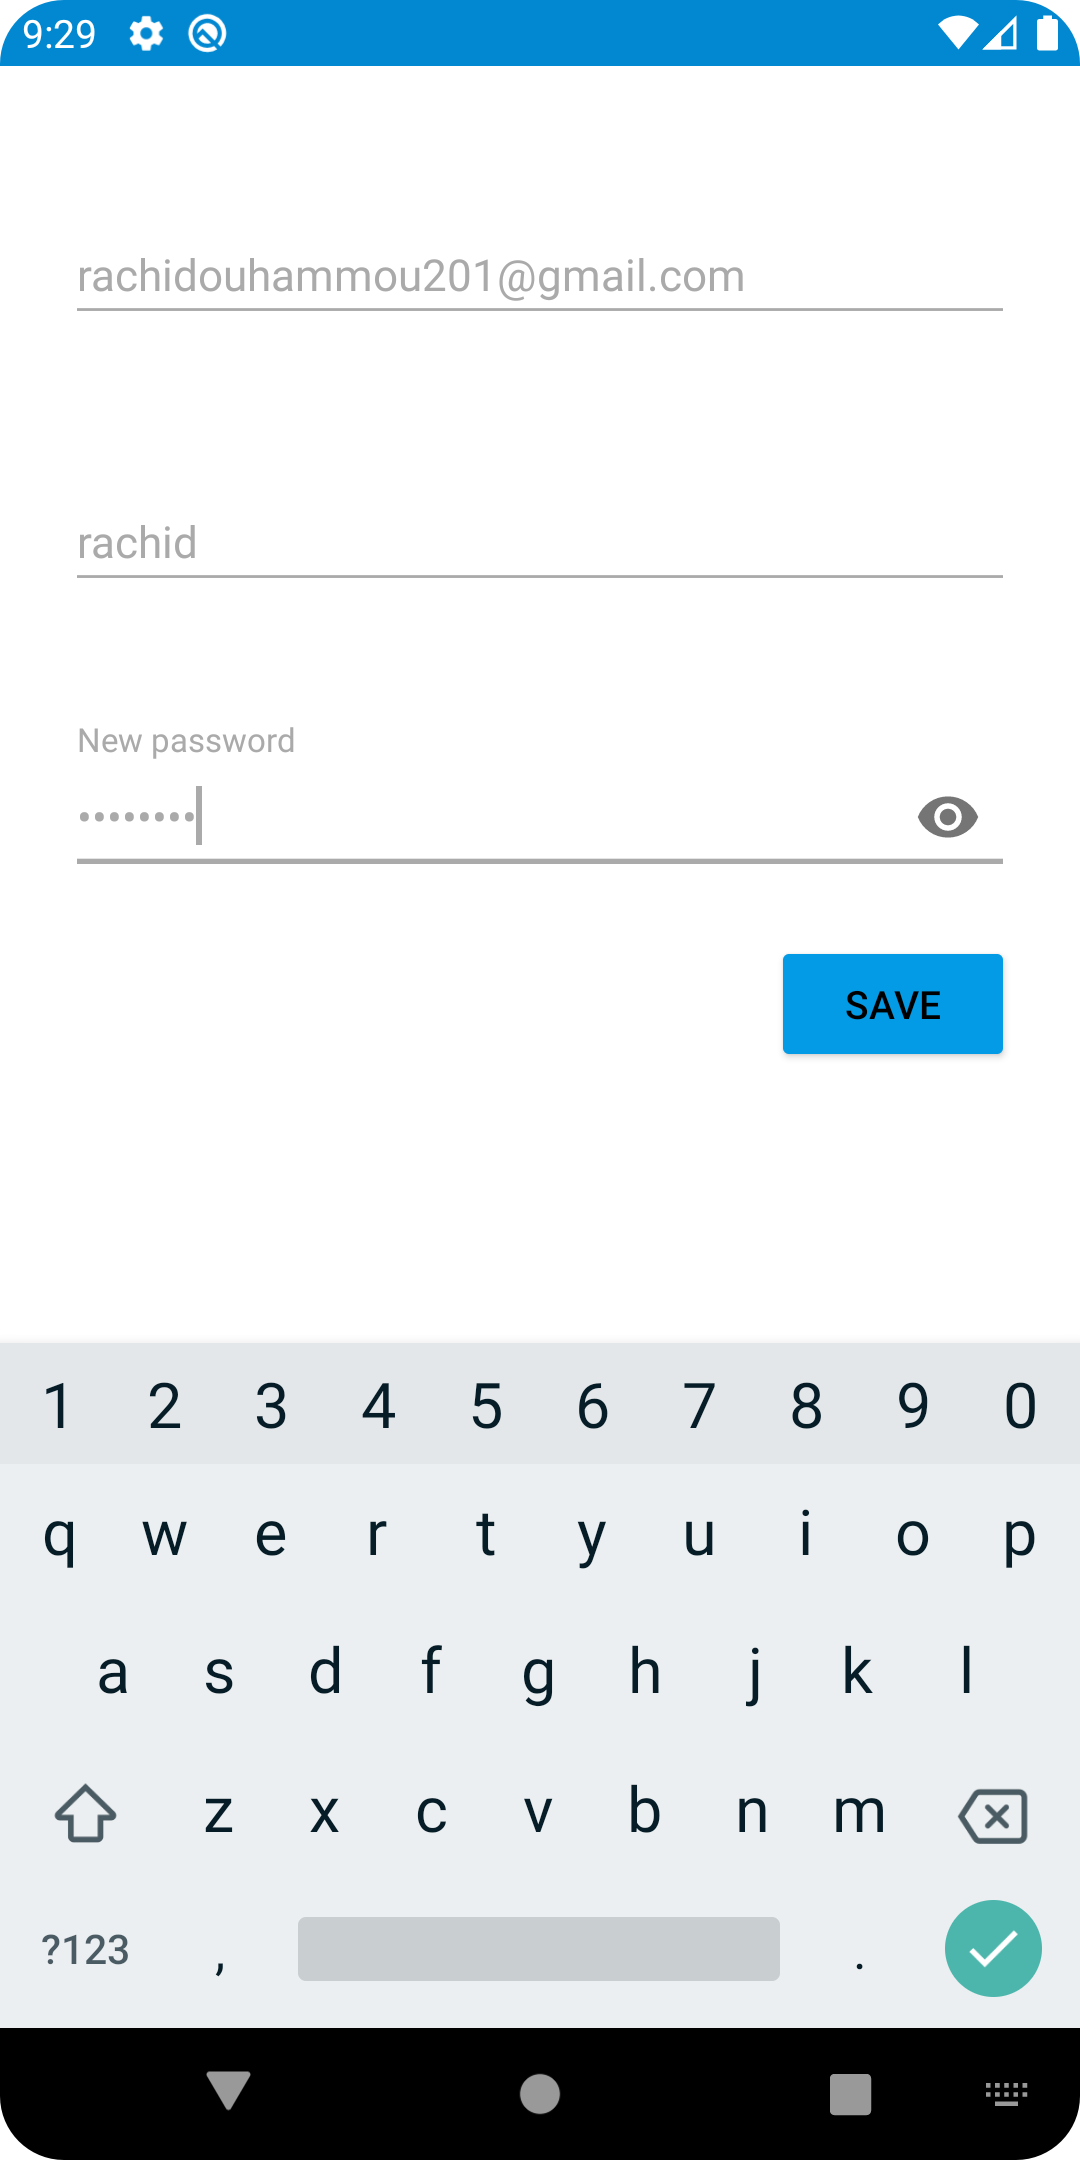 9:29
rachidouhammou201@gmail.com
rachid
New password
••••••••
SAVE
1 2 3 4 5 6 7 8 9 0
q w e r t y u i o p
a s d f g h j k l
z x c v b n m
?123 , .